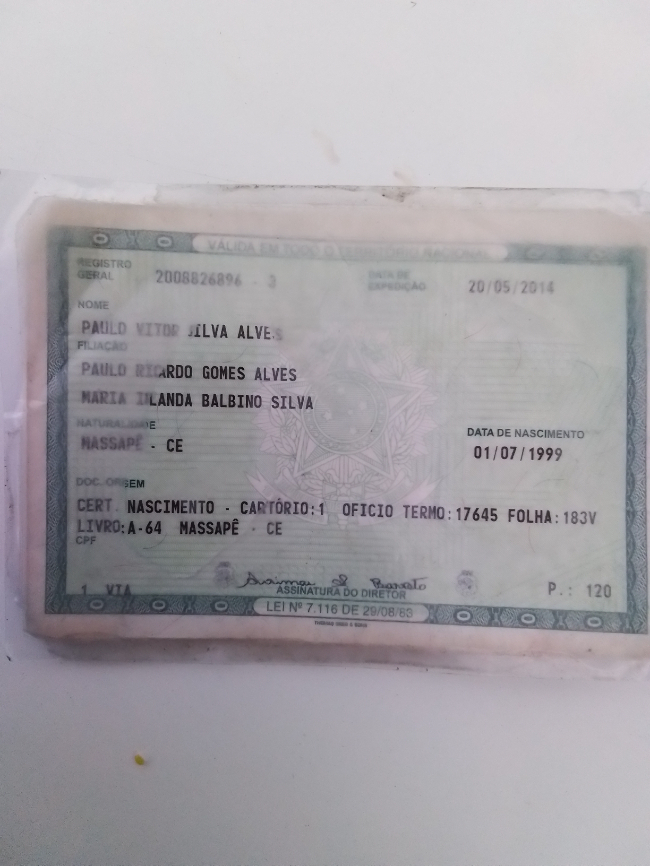 VÁLIDA EM TODO O TERRITÓRIO NACIONAL
REGISTRO GERAL 2008826896 - 3 DATA DE EXPEDIÇÃO 20/05/2014
NOME
PAULO VITOR SILVA ALVES
FILIAÇÃO
PAULO RICARDO GOMES ALVES
MARIA LANDA BALBINO SILVA
NATURALIDADE
MASSAPÊ - CE
DATA DE NASCIMENTO
01/07/1999
DOC. ORIGEM
CERT. NASCIMENTO - CARTÓRIO:1 OFICIO TERMO:17645 FOLHA:183V
LIVRO:A-64 MASSAPÊ - CE
CPF
1 VIA
ASSINATURA DO DIRETOR
P.: 120
LEI Nº 7.116 DE 29/08/83